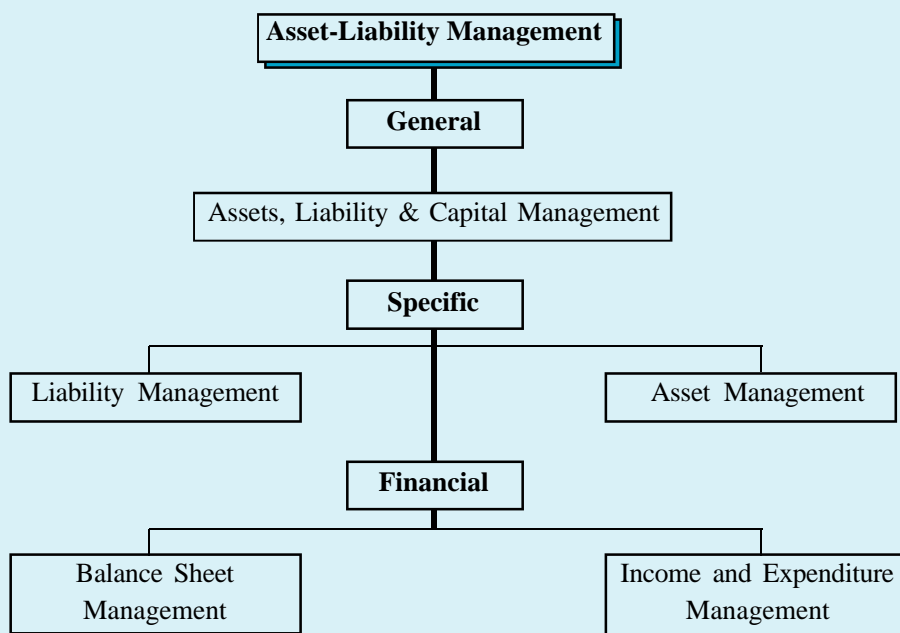 Asset-Liability Management
General
Assets, Liability & Capital Management
Specific
Liability Management
Asset Management
Financial
Balance Sheet
Management
Income and Expenditure
Management